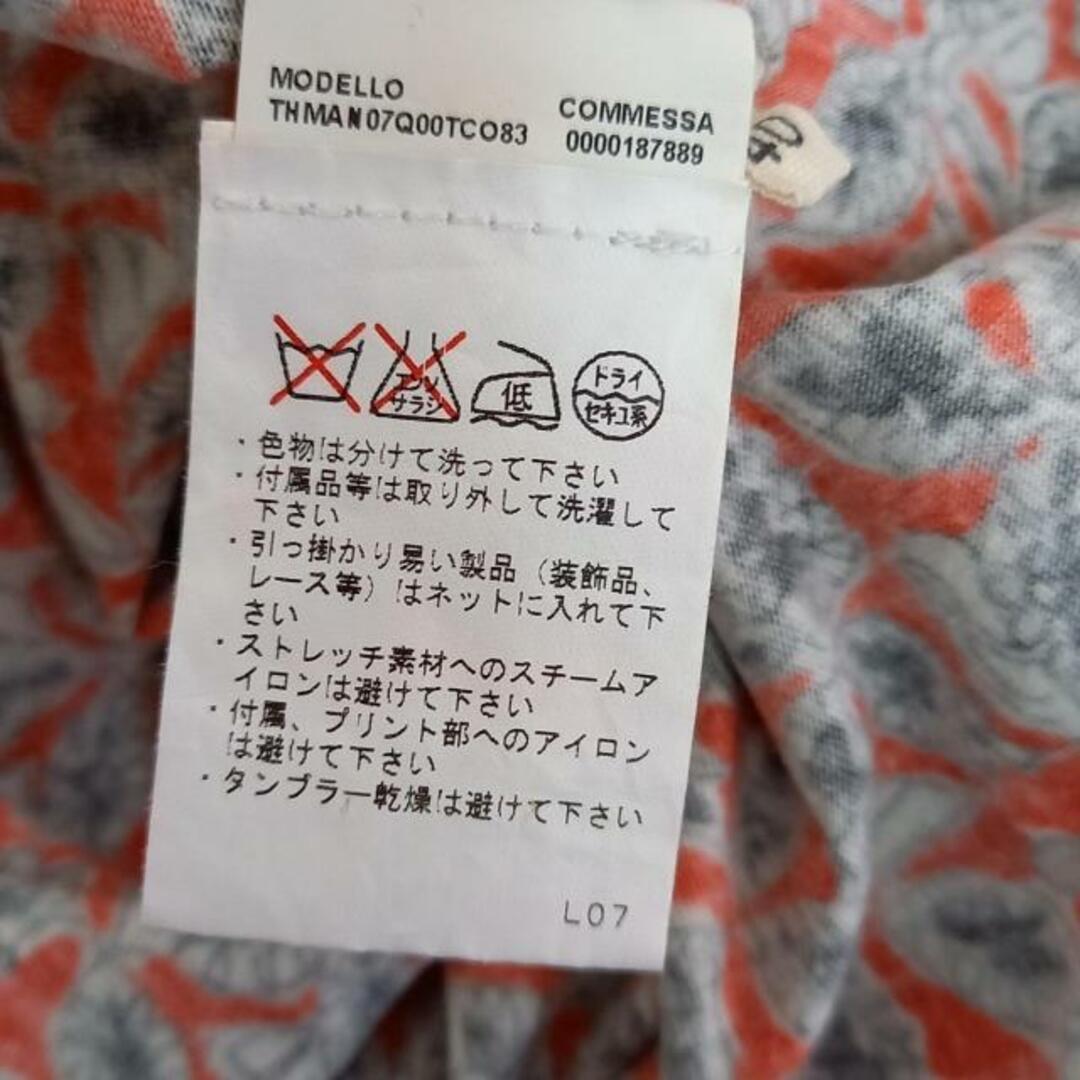 MODELLO
THMAN07Q00TCO83
COMMESSA
0000187889
エンソ
サラシ
低
ドライ
セキユ系
・色物は分けて洗って下さい
・付属品等は取り外して洗濯して
下さい
・引っ掛かり易い製品（装飾品、
レース等）はネットに入れて下
さい
・ストレッチ素材へのスチームア
イロンは避けて下さい
・付属、プリント部へのアイロン
は避けて下さい
・タンブラー乾燥は避けて下さい
L07